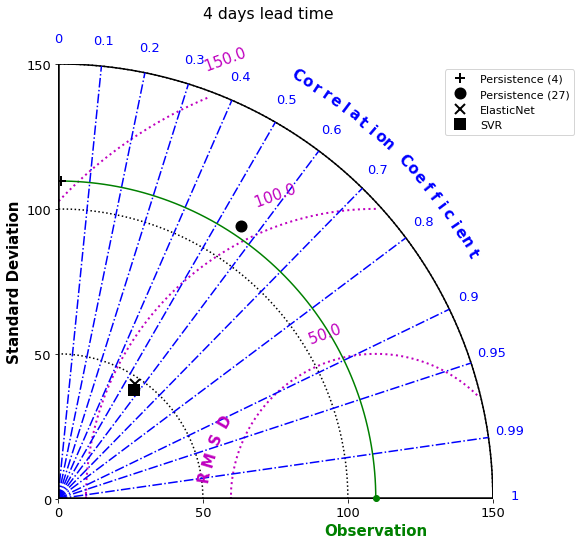 4 days lead time
0 0.1 0.2 0.3 0.4 0.5 0.6 0.7 0.8 0.9 0.95 0.99 1
Correlation Coefficient
Persistence (4)
Persistence (27)
ElasticNet
SVR
Standard Deviation
150
100
50
0
150.0
100.0
50.0
RMSD
0 50 100 150
Observation